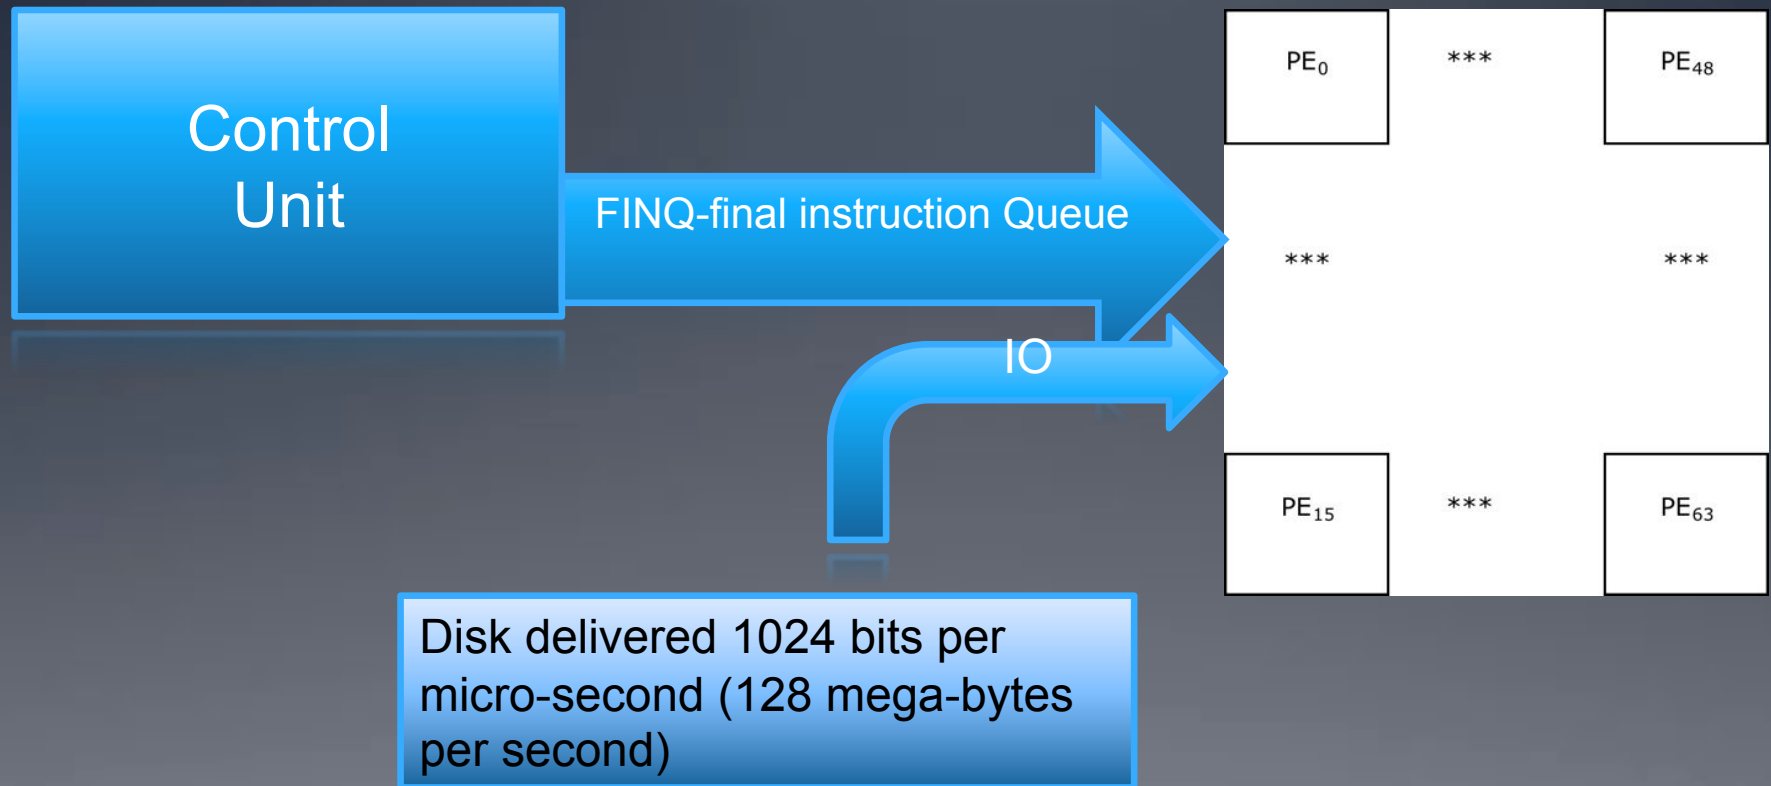 Control
Unit
FINQ-final instruction Queue
IO
Disk delivered 1024 bits per
micro-second (128 mega-bytes
per second)
PE₀ *** PE₄₈
*** ***
PE₁₅ *** PE₆₃